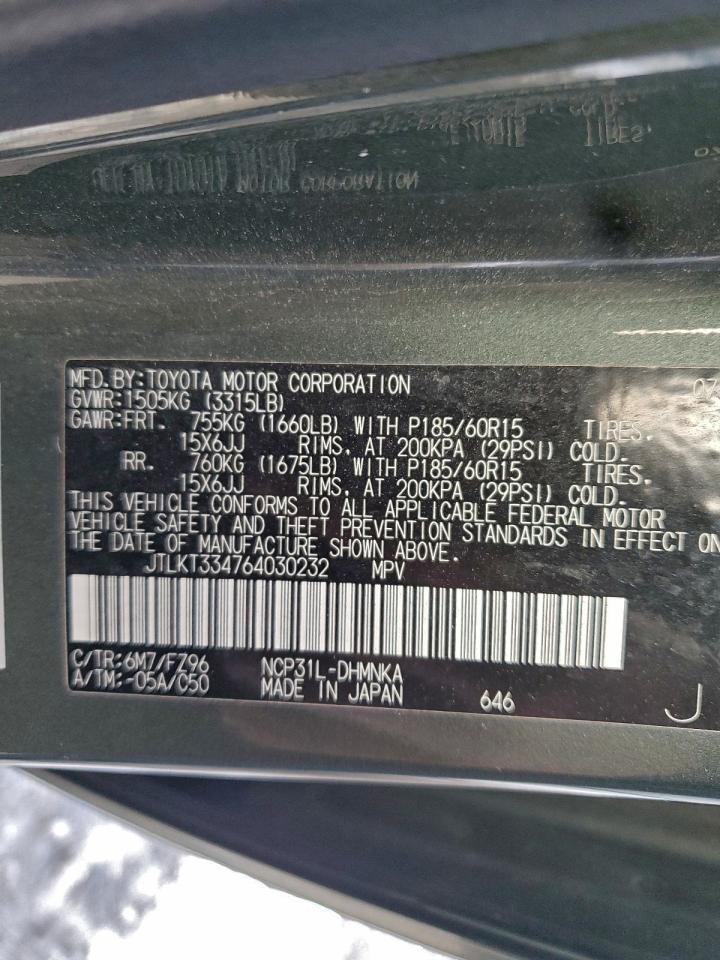 MFD.BY:TOYOTA MOTOR CORPORATION 07
GVWR:1505KG (3315LB)
GAWR:FRT. 755KG (1660LB) WITH P185/60R15 TIRES.
15X6JJ RIMS, AT 200KPA (29PSI) COLD.
RR. 760KG (1675LB) WITH P185/60R15 TIRES.
15X6JJ RIMS, AT 200KPA (29PSI) COLD.
THIS VEHICLE CONFORMS TO ALL APPLICABLE FEDERAL MOTOR
VEHICLE SAFETY AND THEFT PREVENTION STANDARDS IN EFFECT ON
THE DATE OF MANUFACTURE SHOWN ABOVE.
JTLKT334764030232 MPV
C/TR:6M7/FZ96 NCP31L-DHMNKA
A/TM:-05A/C50 MADE IN JAPAN 646 J